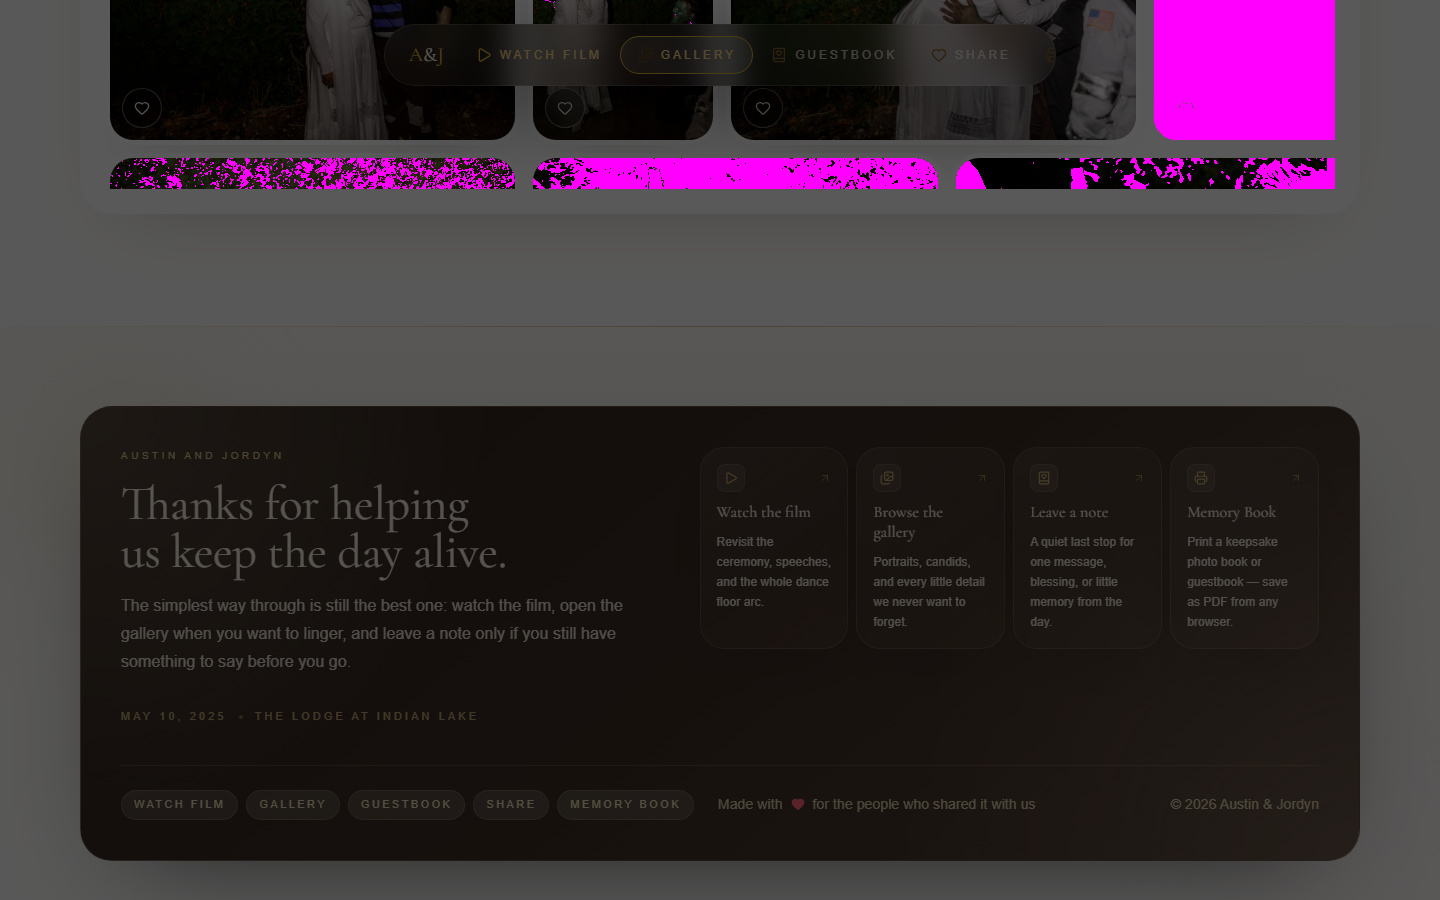 A&J WATCH FILM GALLERY GUESTBOOK SHARE
AUSTIN AND JORDYN
Thanks for helping
us keep the day alive.
The simplest way through is still the best one: watch the film, open the
gallery when you want to linger, and leave a note only if you still have
something to say before you go.
MAY 10, 2025 • THE LODGE AT INDIAN LAKE
Watch the film
Revisit the
ceremony, speeches,
and the whole dance
floor arc.
Browse the
gallery
Portraits, candids,
and every little detail
we never want to
forget.
Leave a note
A quiet last stop for
one message,
blessing, or little
memory from the
day.
Memory Book
Print a keepsake
photo book or
guestbook — save
as PDF from any
browser.
WATCH FILM GALLERY GUESTBOOK SHARE MEMORY BOOK
Made with ♥ for the people who shared it with us
© 2026 Austin & Jordyn